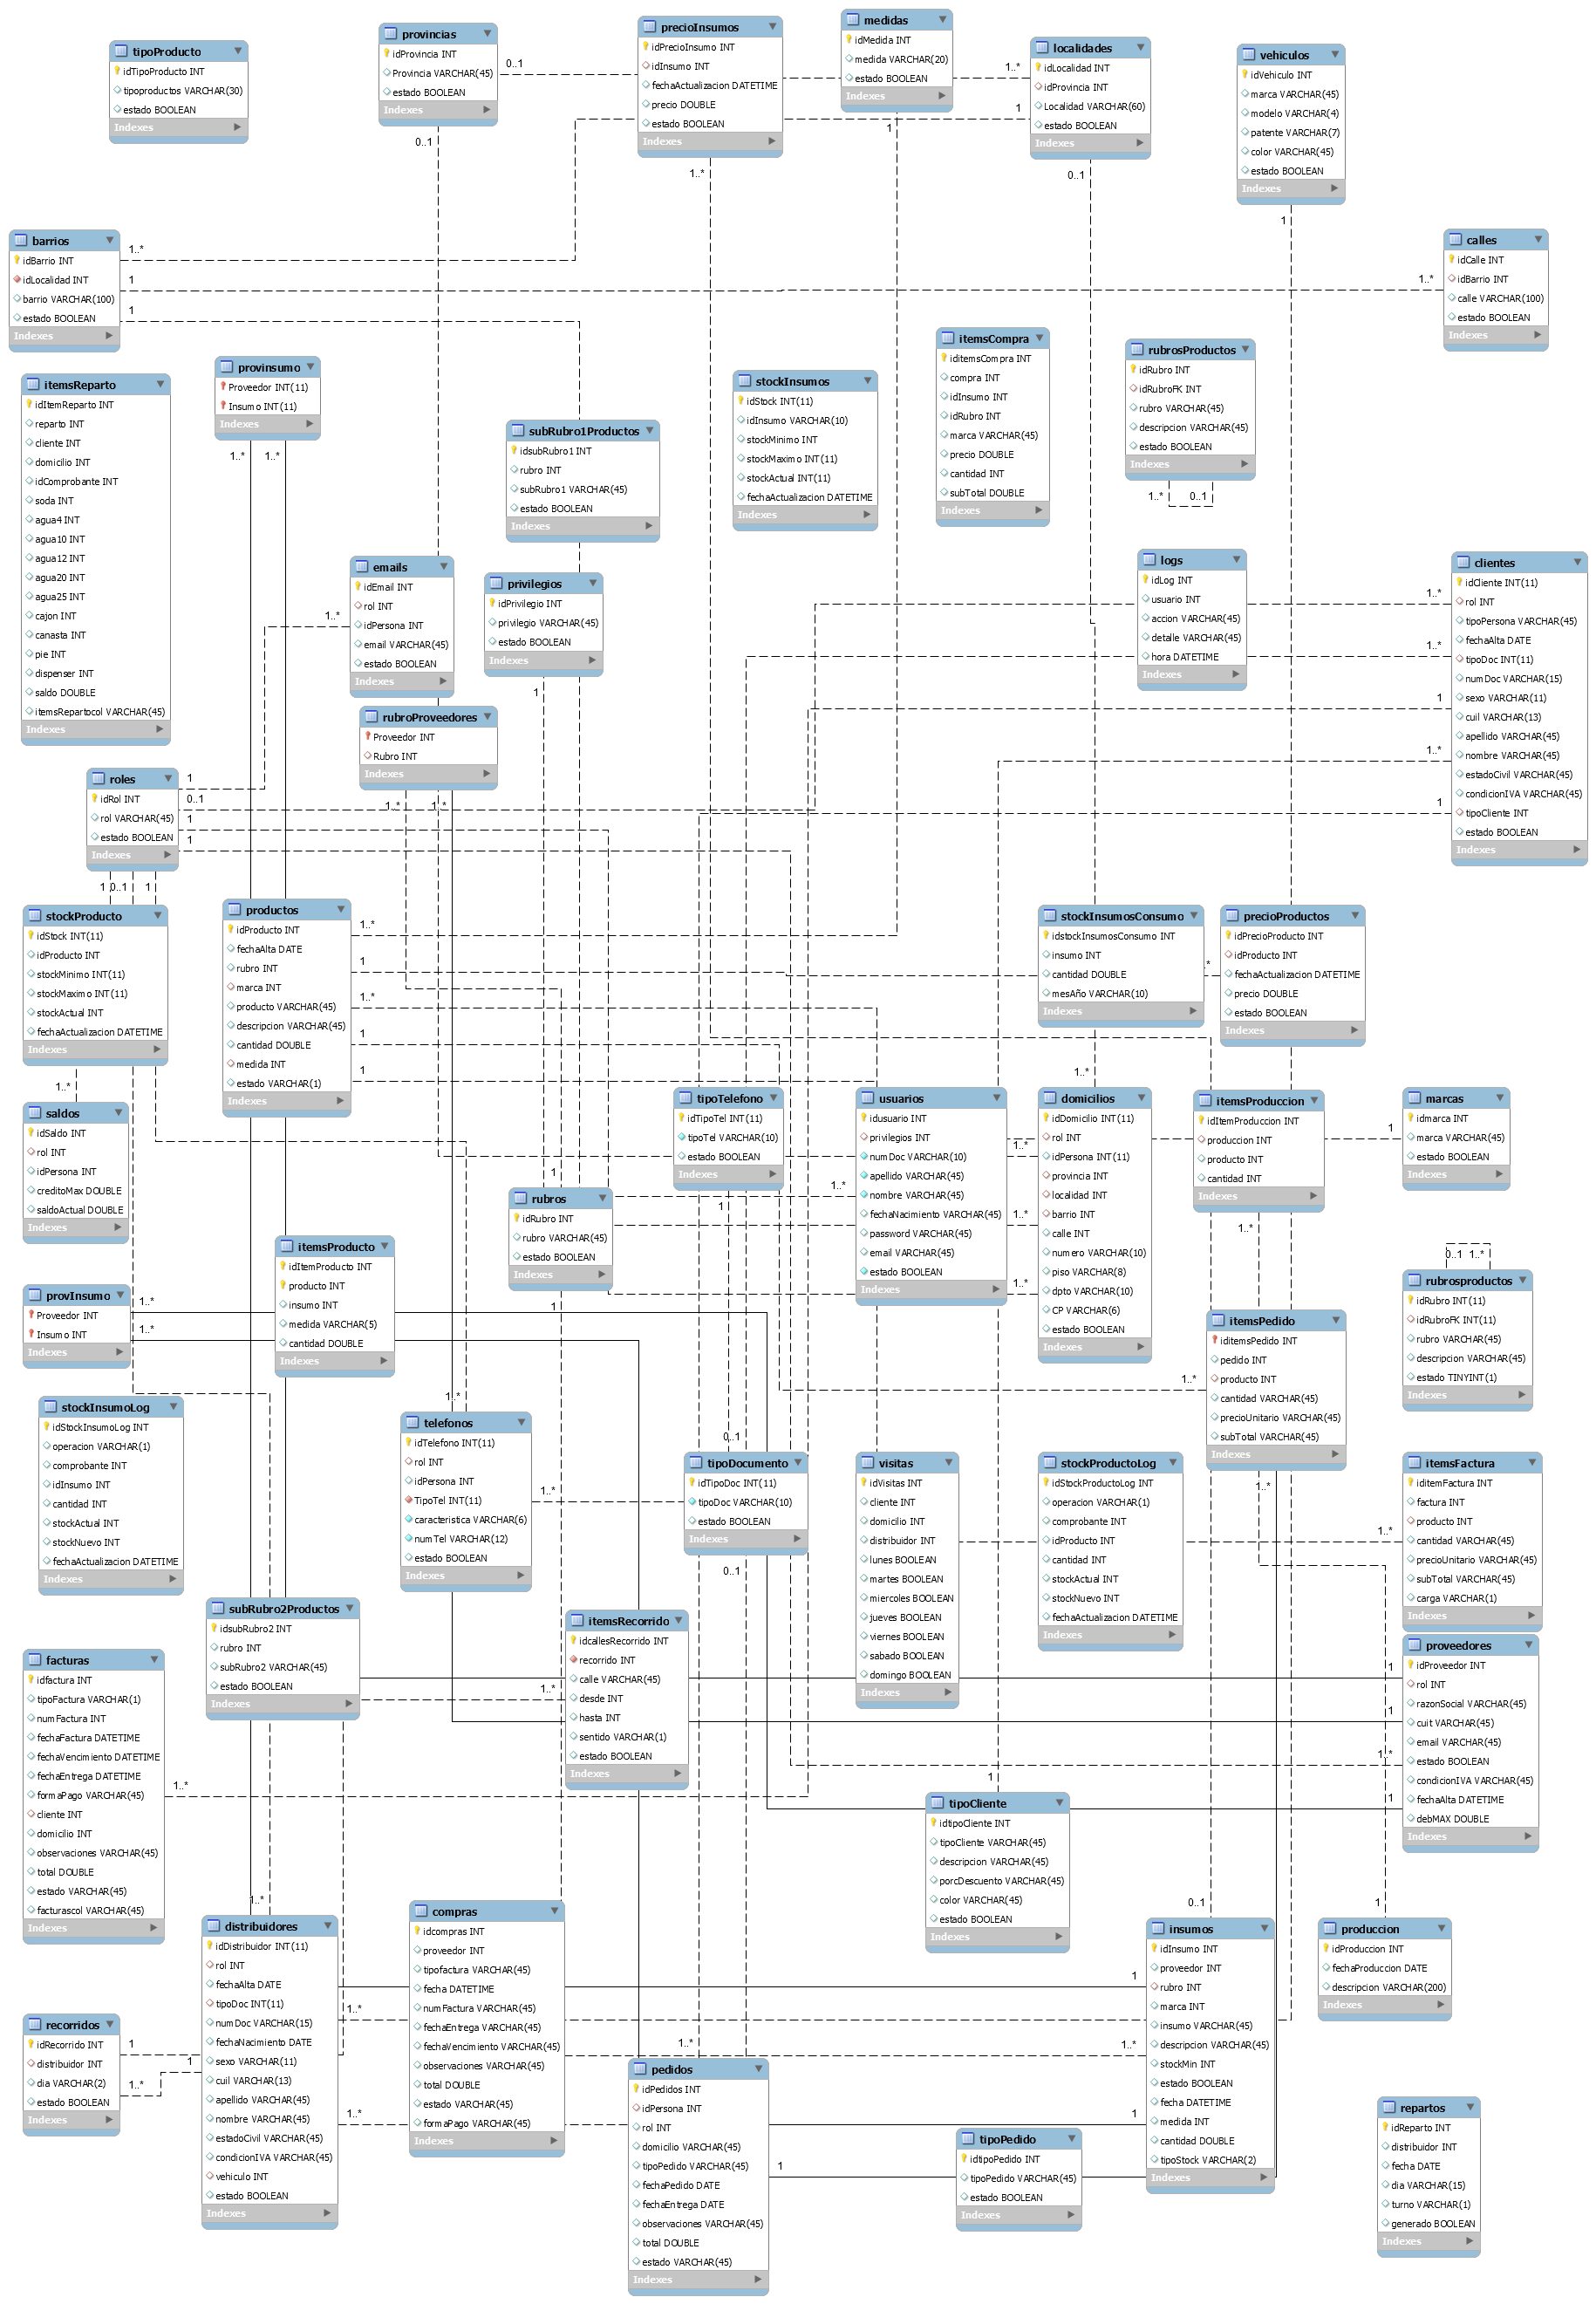 tipoProducto
idTipoProducto INT
tipoproductos VARCHAR(30)
estado BOOLEAN
Indexes
provincias
idProvincia INT
Provincia VARCHAR(45)
estado BOOLEAN
Indexes
0..1
0..1
precioInsumos
idPrecioInsumo INT
idInsumo INT
fechaActualizacion DATETIME
precio DOUBLE
estado BOOLEAN
Indexes
1..*
medidas
idMedida INT
medida VARCHAR(20)
estado BOOLEAN
Indexes
1
localidades
idLocalidad INT
idProvincia INT
Localidad VARCHAR(60)
estado BOOLEAN
Indexes
1..*
1
0..1
vehiculos
idVehiculo INT
marca VARCHAR(45)
modelo VARCHAR(4)
patente VARCHAR(7)
color VARCHAR(45)
estado BOOLEAN
Indexes
1
barrios
idBarrio INT
idLocalidad INT
barrio VARCHAR(100)
estado BOOLEAN
Indexes
1..*
1
1
calles
idCalle INT
idBarrio INT
calle VARCHAR(100)
estado BOOLEAN
Indexes
1..*
itemsReparto
idItemReparto INT
reparto INT
cliente INT
domicilio INT
idComprobante INT
soda INT
agua4 INT
agua10 INT
agua12 INT
agua20 INT
agua25 INT
cajon INT
canasta INT
pie INT
dispenser INT
saldo DOUBLE
itemsRepartocol VARCHAR(45)
Indexes
provinsumo
Proveedor INT(11)
Insumo INT(11)
Indexes
1..*
1..*
subRubro1Productos
idsubRubro1 INT
rubro INT
subRubro1 VARCHAR(45)
estado BOOLEAN
Indexes
stockInsumos
idStock INT(11)
idInsumo VARCHAR(10)
stockMinimo INT
stockMaximo INT(11)
stockActual INT(11)
fechaActualizacion DATETIME
itemsCompra
iditemsCompra INT
compra INT
idInsumo INT
idRubro INT
marca VARCHAR(45)
precio DOUBLE
cantidad INT
subTotal DOUBLE
Indexes
rubrosProductos
idRubro INT
idRubroFK INT
rubro VARCHAR(45)
descripcion VARCHAR(45)
estado BOOLEAN
Indexes
1..*
0..1
emails
idEmail INT
rol INT
idPersona INT
email VARCHAR(45)
estado BOOLEAN
Indexes
1..*
privilegios
idPrivilegio INT
privilegio VARCHAR(45)
estado BOOLEAN
Indexes
1
logs
idLog INT
usuario INT
accion VARCHAR(45)
detalle VARCHAR(45)
hora DATETIME
Indexes
clientes
idCliente INT(11)
rol INT
tipoPersona VARCHAR(45)
fechaAlta DATE
tipoDoc INT(11)
numDoc VARCHAR(15)
sexo VARCHAR(11)
cuil VARCHAR(13)
apellido VARCHAR(45)
nombre VARCHAR(45)
estadoCivil VARCHAR(45)
condicionIVA VARCHAR(45)
tipoCliente INT
estado BOOLEAN
Indexes
1..*
1..*
1
1..*
1
rubroProveedores
Proveedor INT
Rubro INT
Indexes
1..*
1..*
roles
idRol INT
rol VARCHAR(45)
estado BOOLEAN
Indexes
1
0..1
1
1
1
0..1
1
stockProducto
idStock INT(11)
idProducto INT
stockMinimo INT(11)
stockMaximo INT(11)
stockActual INT
fechaActualizacion DATETIME
Indexes
1..*
productos
idProducto INT
fechaAlta DATE
rubro INT
marca INT
producto VARCHAR(45)
descripcion VARCHAR(45)
cantidad DOUBLE
medida INT
estado VARCHAR(1)
Indexes
1..*
1
1..*
1
1
stockInsumosConsumo
idstockInsumosConsumo INT
insumo INT
cantidad DOUBLE
mesAño VARCHAR(10)
Indexes
1..*
precioProductos
idPrecioProducto INT
idProducto INT
fechaActualizacion DATETIME
precio DOUBLE
estado BOOLEAN
Indexes
*
saldos
idSaldo INT
rol INT
idPersona INT
creditoMax DOUBLE
saldoActual DOUBLE
Indexes
tipoTelefono
idTipoTel INT(11)
tipoTel VARCHAR(10)
estado BOOLEAN
Indexes
1
usuarios
idusuario INT
privilegios INT
numDoc VARCHAR(10)
apellido VARCHAR(45)
nombre VARCHAR(45)
fechaNacimiento VARCHAR(45)
password VARCHAR(45)
email VARCHAR(45)
estado BOOLEAN
Indexes
1..*
domicilios
idDomicilio INT(11)
rol INT
idPersona INT(11)
provincia INT
localidad INT
barrio INT
calle INT
numero VARCHAR(10)
piso VARCHAR(8)
dpto VARCHAR(10)
CP VARCHAR(6)
estado BOOLEAN
Indexes
1..*
1..*
1..*
itemsProduccion
idItemProduccion INT
produccion INT
producto INT
cantidad INT
Indexes
1..*
marcas
idmarca INT
marca VARCHAR(45)
estado BOOLEAN
Indexes
1
rubros
idRubro INT
rubro VARCHAR(45)
estado BOOLEAN
Indexes
1
1
itemsProducto
idItemProducto INT
producto INT
insumo INT
medida VARCHAR(5)
cantidad DOUBLE
Indexes
provInsumo
Proveedor INT
Insumo INT
Indexes
1..*
1..*
rubrosproductos
idRubro INT(11)
idRubroFK INT(11)
rubro VARCHAR(45)
descripcion VARCHAR(45)
estado TINYINT(1)
Indexes
0..1
1..*
itemsPedido
iditemsPedido INT
pedido INT
producto INT
cantidad VARCHAR(45)
precioUnitario VARCHAR(45)
subTotal VARCHAR(45)
Indexes
1..*
1..*
stockInsumoLog
idStockInsumoLog INT
operacion VARCHAR(1)
comprobante INT
idInsumo INT
cantidad INT
stockActual INT
stockNuevo INT
fechaActualizacion DATETIME
Indexes
telefonos
idTelefono INT(11)
rol INT
idPersona INT
TipoTel INT(11)
caracteristica VARCHAR(6)
numTel VARCHAR(12)
estado BOOLEAN
Indexes
1..*
1..*
tipoDocumento
idTipoDoc INT(11)
tipoDoc VARCHAR(10)
estado BOOLEAN
Indexes
0..1
0..1
visitas
idVisitas INT
cliente INT
domicilio INT
distribuidor INT
lunes BOOLEAN
martes BOOLEAN
miercoles BOOLEAN
jueves BOOLEAN
viernes BOOLEAN
sabado BOOLEAN
domingo BOOLEAN
Indexes
stockProductoLog
idStockProductoLog INT
operacion VARCHAR(1)
comprobante INT
idProducto INT
cantidad INT
stockActual INT
stockNuevo INT
fechaActualizacion DATETIME
Indexes
itemsFactura
iditemFactura INT
factura INT
producto INT
cantidad VARCHAR(45)
precioUnitario VARCHAR(45)
subTotal VARCHAR(45)
carga VARCHAR(1)
Indexes
1..*
subRubro2Productos
idsubRubro2 INT
rubro INT
subRubro2 VARCHAR(45)
estado BOOLEAN
Indexes
itemsRecorrido
idcallesRecorrido INT
recorrido INT
calle VARCHAR(45)
desde INT
hasta INT
sentido VARCHAR(1)
estado BOOLEAN
Indexes
1..*
facturas
idfactura INT
tipoFactura VARCHAR(1)
numFactura INT
fechaFactura DATETIME
fechaVencimiento DATETIME
fechaEntrega DATETIME
formaPago VARCHAR(45)
cliente INT
domicilio INT
observaciones VARCHAR(45)
total DOUBLE
estado VARCHAR(45)
facturascol VARCHAR(45)
Indexes
1..*
proveedores
idProveedor INT
rol INT
razonSocial VARCHAR(45)
cuit VARCHAR(45)
email VARCHAR(45)
estado BOOLEAN
condicionIVA VARCHAR(45)
fechaAlta DATETIME
debMAX DOUBLE
Indexes
1
1
1..*
1
tipoCliente
idtipoCliente INT
tipoCliente VARCHAR(45)
descripcion VARCHAR(45)
porcDescuento VARCHAR(45)
color VARCHAR(45)
estado BOOLEAN
Indexes
1
distribuidores
idDistribuidor INT(11)
rol INT
fechaAlta DATE
tipoDoc INT(11)
numDoc VARCHAR(15)
fechaNacimiento DATE
sexo VARCHAR(11)
cuil VARCHAR(13)
apellido VARCHAR(45)
nombre VARCHAR(45)
estadoCivil VARCHAR(45)
condicionIVA VARCHAR(45)
vehiculo INT
estado BOOLEAN
Indexes
1..*
1..*
1..*
1
compras
idcompras INT
proveedor INT
tipofactura VARCHAR(45)
fecha DATETIME
numFactura VARCHAR(45)
fechaEntrega VARCHAR(45)
fechaVencimiento VARCHAR(45)
observaciones VARCHAR(45)
total DOUBLE
estado VARCHAR(45)
formaPago VARCHAR(45)
Indexes
insumos
idInsumo INT
proveedor INT
rubro INT
marca INT
insumo VARCHAR(45)
descripcion VARCHAR(45)
stockMin INT
estado BOOLEAN
fecha DATETIME
medida INT
cantidad DOUBLE
tipoStock VARCHAR(2)
Indexes
0..1
1
1..*
1
produccion
idProduccion INT
fechaProduccion DATE
descripcion VARCHAR(200)
Indexes
1
recorridos
idRecorrido INT
distribuidor INT
dia VARCHAR(2)
estado BOOLEAN
Indexes
1
1..*
pedidos
idPedidos INT
idPersona INT
rol INT
domicilio VARCHAR(45)
tipoPedido VARCHAR(45)
fechaPedido DATE
fechaEntrega DATE
observaciones VARCHAR(45)
total DOUBLE
estado VARCHAR(45)
Indexes
1..*
1
tipoPedido
idtipoPedido INT
tipoPedido VARCHAR(45)
estado BOOLEAN
Indexes
repartos
idReparto INT
distribuidor INT
fecha DATE
dia VARCHAR(15)
turno VARCHAR(1)
generado BOOLEAN
Indexes